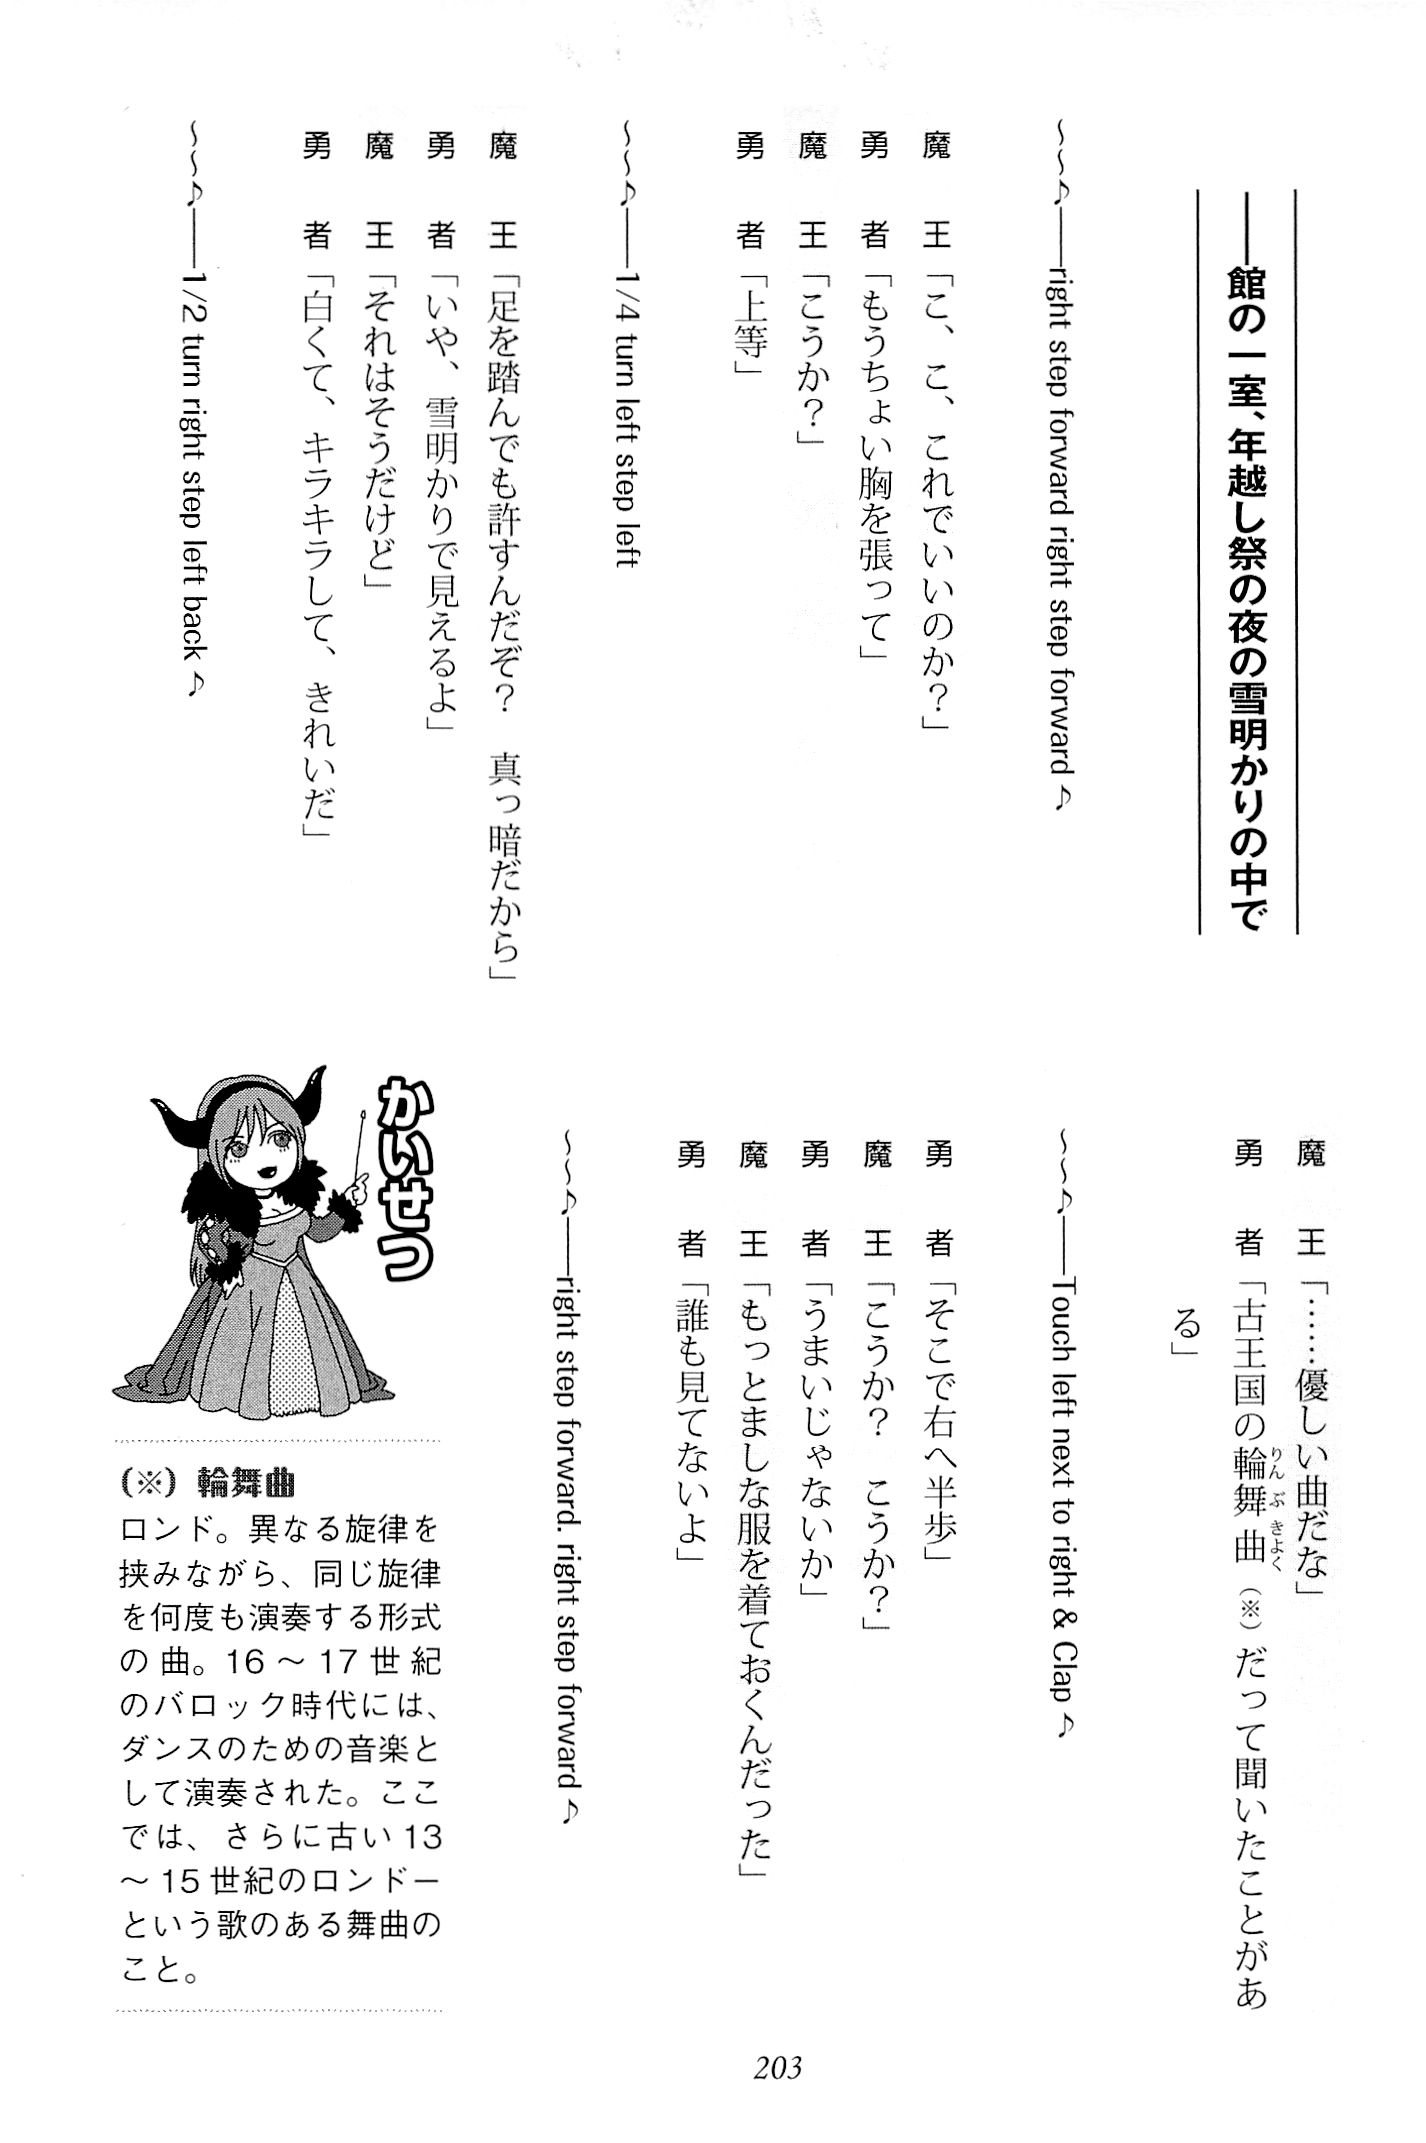 ――館の一室、年越し祭の夜の雪明かりの中で
～～♪――right step forward right step forward♪
魔王「こ、こ、これでいいのか？」
勇者「もうちょい胸を張って」
魔王「こうか？」
勇者「上等」
～～♪――1/4 turn left step left
魔王「足を踏んでも許すんだぞ？　真っ暗だから」
勇者「いや、雪明かりで見えるよ」
魔王「それはそうだけど」
勇者「白くて、キラキラして、きれいだ」
～～♪――1/2 turn right step left back♪
魔王「……優しい曲だな」
勇者「古王国の輪舞曲（※）だって聞いたことがあ
りんぶきょく
る」
～～♪――Touch left next to right & Clap♪
勇者「そこで右へ半歩」
魔王「こうか？　こうか？」
勇者「うまいじゃないか」
魔王「もっとましな服を着ておくんだった」
勇者「誰も見てないよ」
～～♪――right step forward. right step forward♪
かいせつ
（※）輪舞曲
ロンド。異なる旋律を
挟みながら、同じ旋律
を何度も演奏する形式
の曲。16～17世紀
のバロック時代には、
ダンスのための音楽と
して演奏された。ここ
では、さらに古い13
～15世紀のロンドー
という歌のある舞曲の
こと。
203